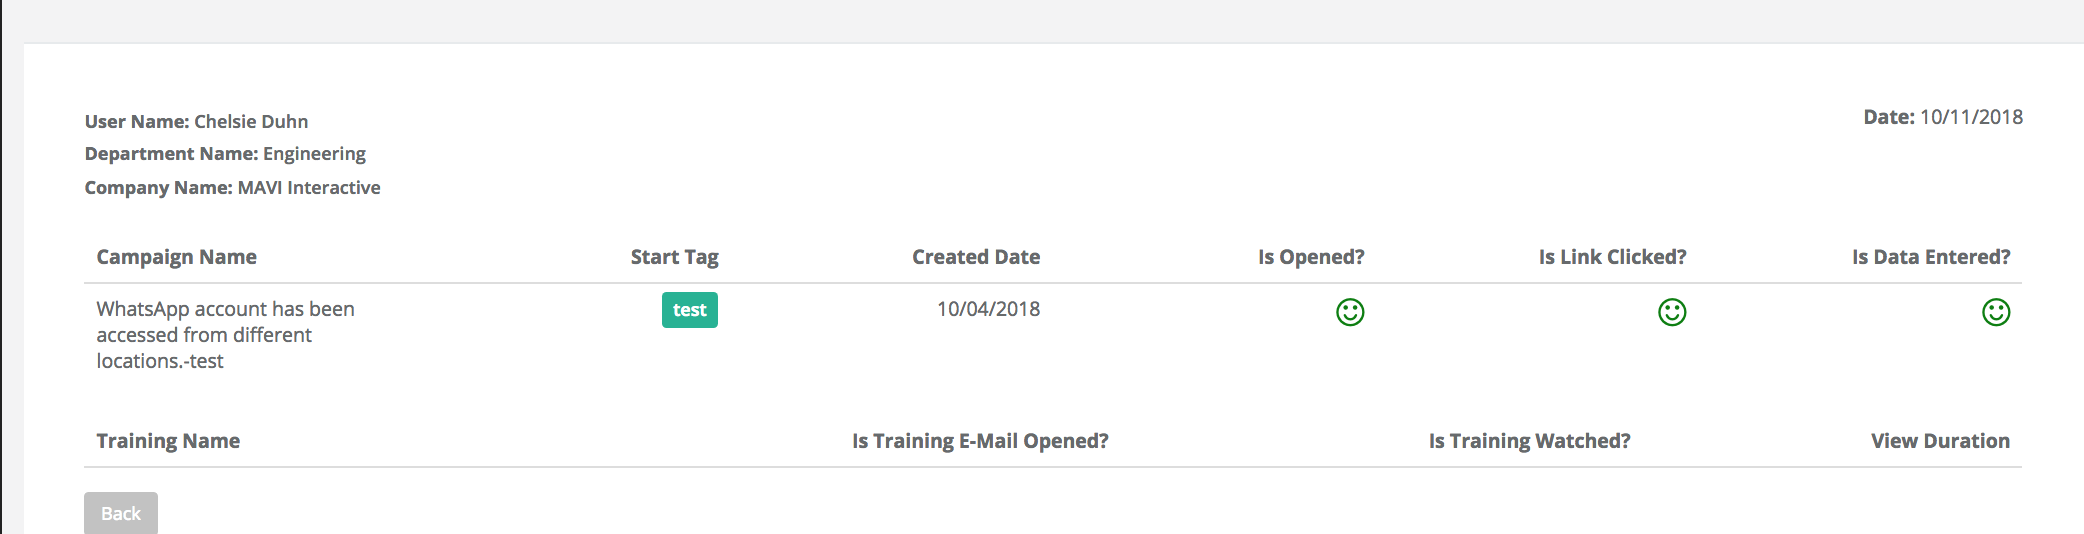 User Name: Chelsie Duhn
Date: 10/11/2018
Department Name: Engineering
Company Name: MAVI Interactive
Campaign Name Start Tag Created Date Is Opened? Is Link Clicked? Is Data Entered?
WhatsApp account has been test 10/04/2018
accessed from different
locations.-test
Training Name Is Training E-Mail Opened? Is Training Watched? View Duration
Back